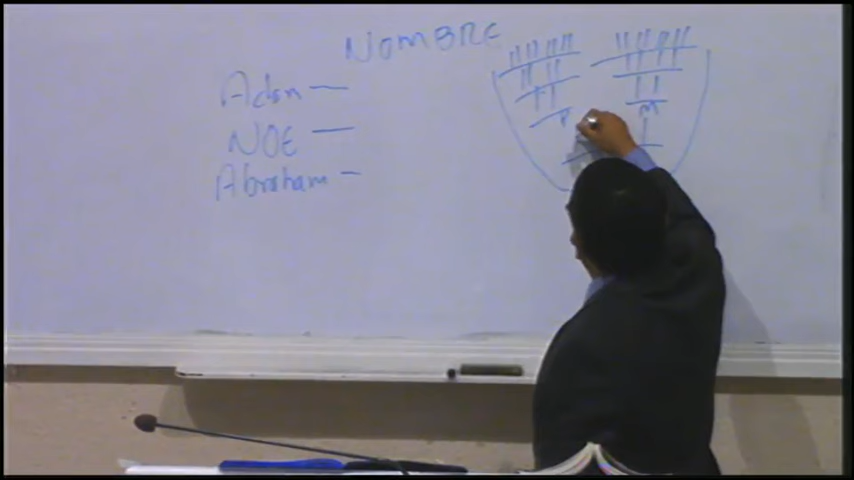 NOMBRE
Adan —
NOE —
Abraham —
P
M